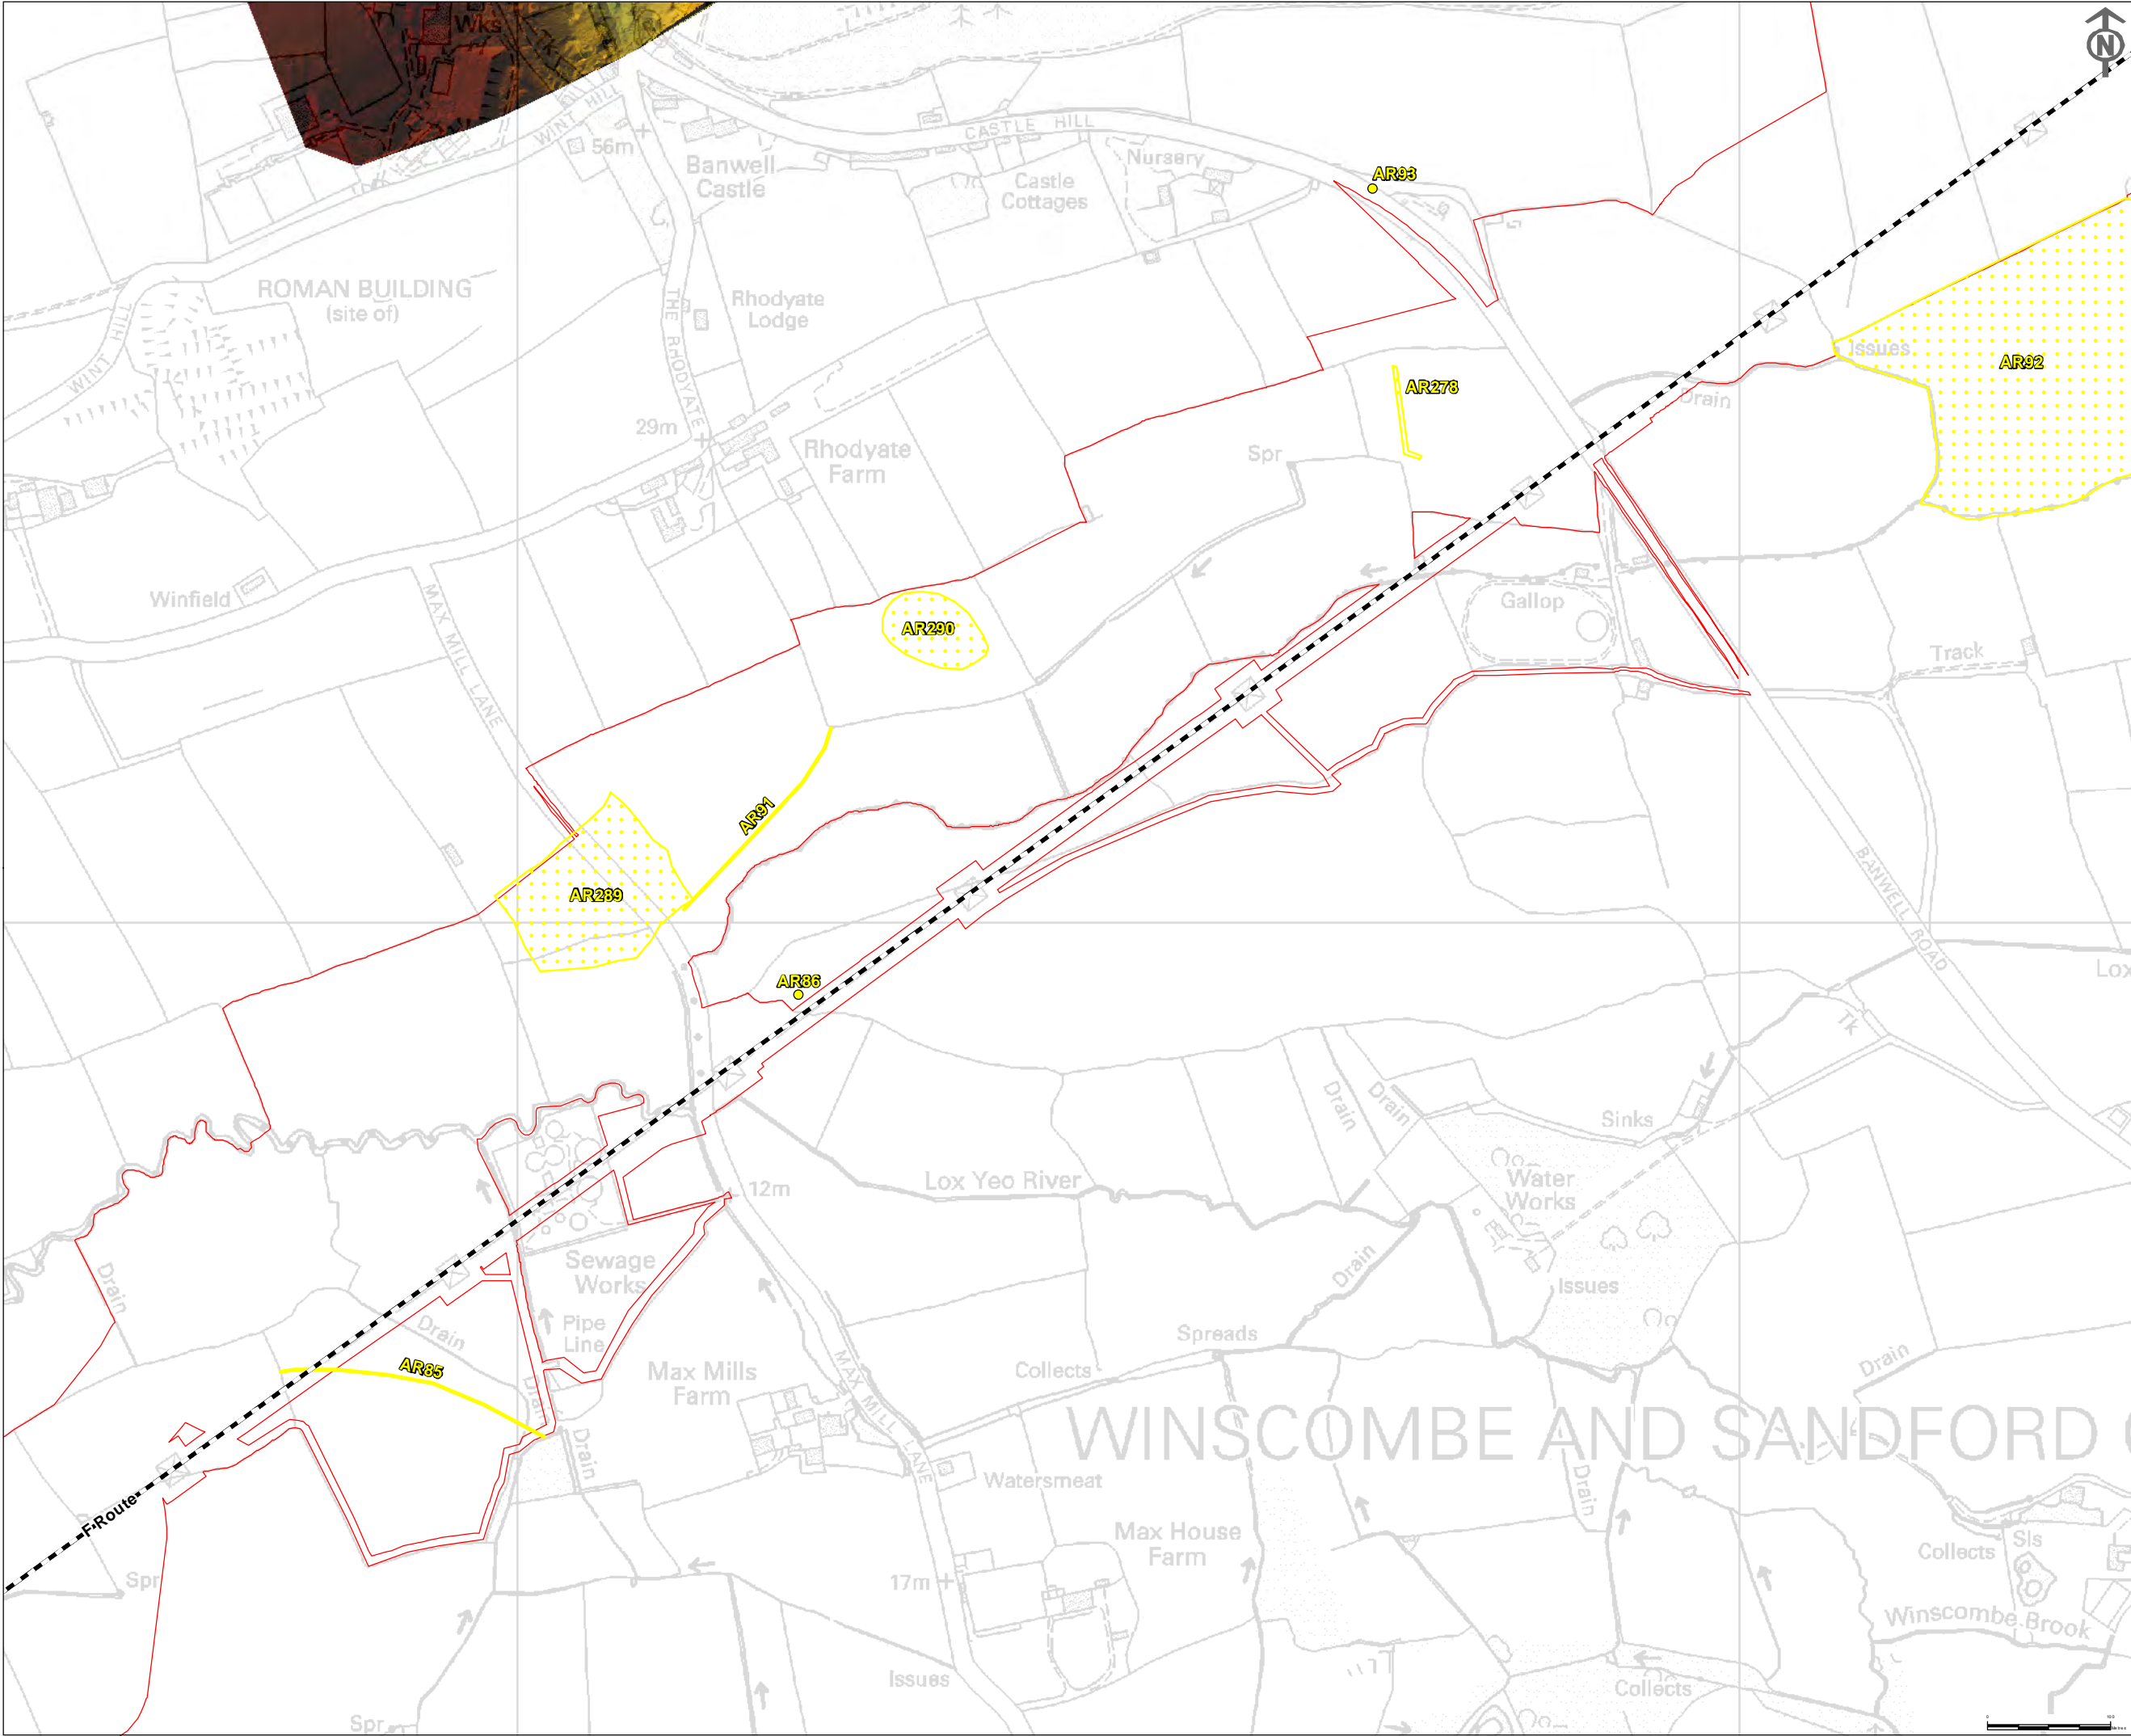 Wks
N
WINT HILL
56m
CASTLE HILL
Banwell
Castle
Castle
Cottages
Nursery
AR93
ROMAN BUILDING
(site of)
WINT HILL
THE RHODYATE
Rhodyate
Lodge
Issues
AR92
AR278
Drain
29m
Rhodyate
Farm
Spr
Winfield
MAX MILL LANE
AR290
Gallop
Track
AR91
AR289
BANWELL ROAD
AR86
Lox
Tk
Drain
Drain
Sinks
Lox Yeo River
12m
Water
Works
Sewage
Works
Drain
Drain
Issues
Pipe
Line
Drain
Spreads
AR85
Max Mills
Farm
MAX MILL LANE
Collects
Drain
Drain
Drain
WINSCOMBE AND SANDFORD
Watersmeat
Drain
F-Route
Max House
Farm
Collects
Sls
Spr
17m
Winscombe Brook
Issues
Collects
Spr